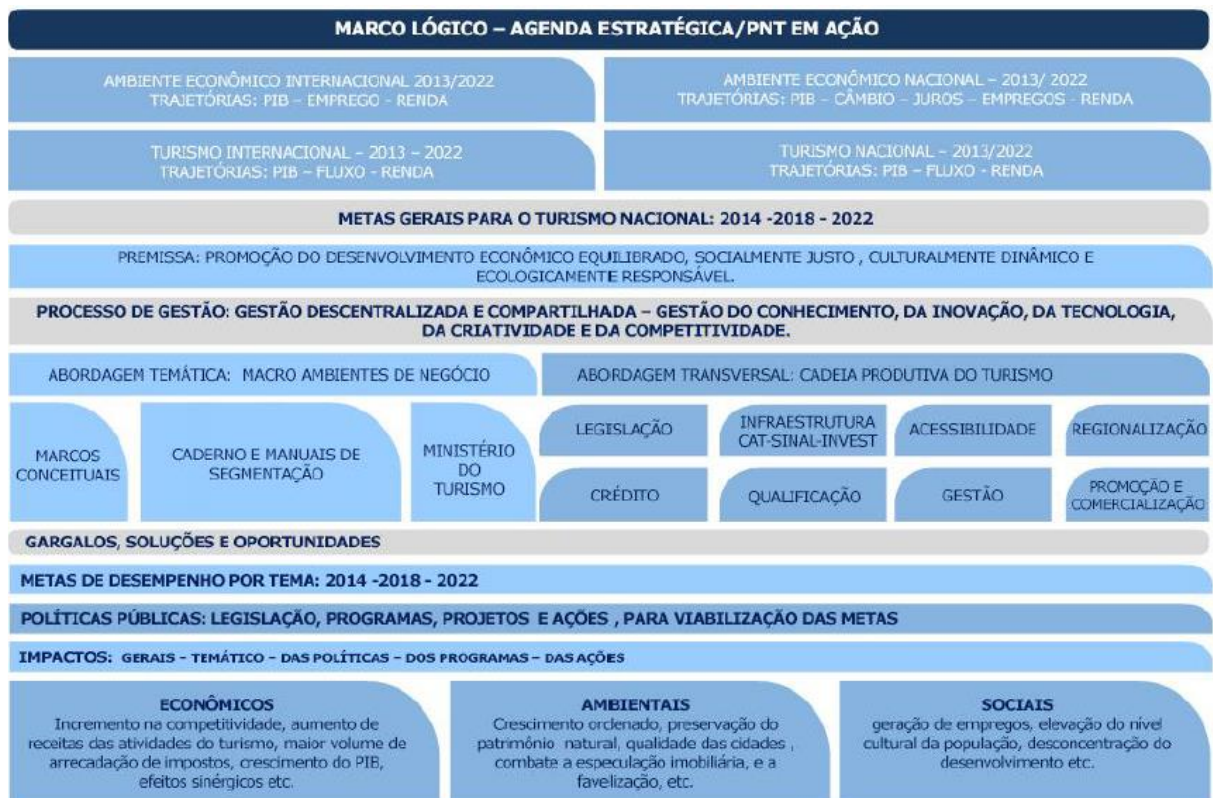 MARCO LÓGICO – AGENDA ESTRATÉGICA/PNT EM AÇÃO
AMBIENTE ECONÔMICO INTERNACIONAL 2013/2022
TRAJETÓRIAS: PIB – EMPREGO - RENDA
AMBIENTE ECONÔMICO NACIONAL – 2013/ 2022
TRAJETÓRIAS: PIB – CÂMBIO – JUROS – EMPREGOS - RENDA
TURISMO INTERNACIONAL – 2013 – 2022
TRAJETÓRIAS: PIB – FLUXO - RENDA
TURISMO NACIONAL – 2013/2022
TRAJETÓRIAS: PIB – FLUXO - RENDA
METAS GERAIS PARA O TURISMO NACIONAL: 2014 -2018 - 2022
PREMISSA: PROMOÇÃO DO DESENVOLVIMENTO ECONÔMICO EQUILIBRADO, SOCIALMENTE JUSTO , CULTURALMENTE DINÂMICO E
ECOLOGICAMENTE RESPONSÁVEL.
PROCESSO DE GESTÃO: GESTÃO DESCENTRALIZADA E COMPARTILHADA – GESTÃO DO CONHECIMENTO, DA INOVAÇÃO, DA TECNOLOGIA,
DA CRIATIVIDADE E DA COMPETITIVIDADE.
ABORDAGEM TEMÁTICA: MACRO AMBIENTES DE NEGÓCIO
ABORDAGEM TRANSVERSAL: CADEIA PRODUTIVA DO TURISMO
MARCOS
CONCEITUAIS
CADERNO E MANUAIS DE
SEGMENTAÇÃO
MINISTÉRIO
DO
TURISMO
LEGISLAÇÃO
INFRAESTRUTURA
CAT-SINAL-INVEST
ACESSIBILIDADE
REGIONALIZAÇÃO
CRÉDITO
QUALIFICAÇÃO
GESTÃO
PROMOÇÃO E
COMERCIALIZAÇÃO
GARGALOS, SOLUÇÕES E OPORTUNIDADES
METAS DE DESEMPENHO POR TEMA: 2014 -2018 - 2022
POLÍTICAS PÚBLICAS: LEGISLAÇÃO, PROGRAMAS, PROJETOS E AÇÕES , PARA VIABILIZAÇÃO DAS METAS
IMPACTOS: GERAIS – TEMÁTICO – DAS POLÍTICAS – DOS PROGRAMAS – DAS AÇÕES
ECONÔMICOS
Incremento na competitividade, aumento de
receitas das atividades do turismo, maior volume de
arrecadação de impostos, crescimento do PIB,
efeitos sinérgicos etc.
AMBIENTAIS
Crescimento ordenado, preservação do
patrimônio natural, qualidade das cidades ,
combate a especulação imobiliária, e a
favelização, etc.
SOCIAIS
geração de empregos, elevação do nível
cultural da população, desconcentração do
desenvolvimento etc.